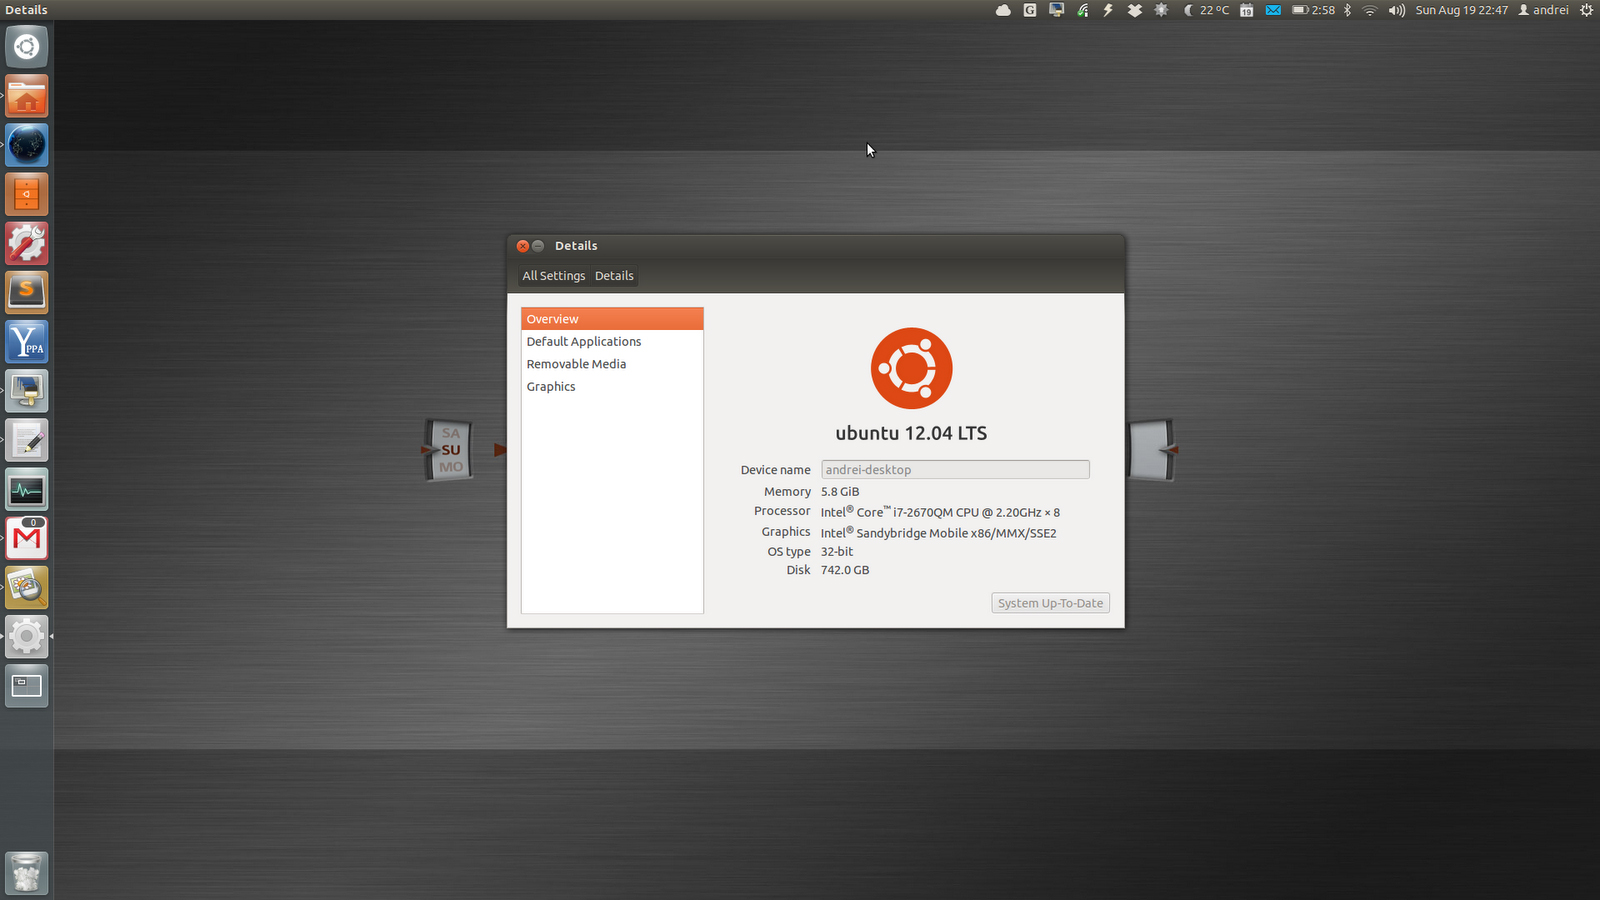 Details
22 °C
19
2:58
Sun Aug 19 22:47
andrei
G
S
Y
PPA
0
M
SA
SU
MO
Details
All Settings
Details
Overview
Default Applications
Removable Media
Graphics
ubuntu 12.04 LTS
Device name andrei-desktop
Memory 5.8 GiB
Processor Intel® Core™ i7-2670QM CPU @ 2.20GHz × 8
Graphics Intel® Sandybridge Mobile x86/MMX/SSE2
OS type 32-bit
Disk 742.0 GB
System Up-To-Date